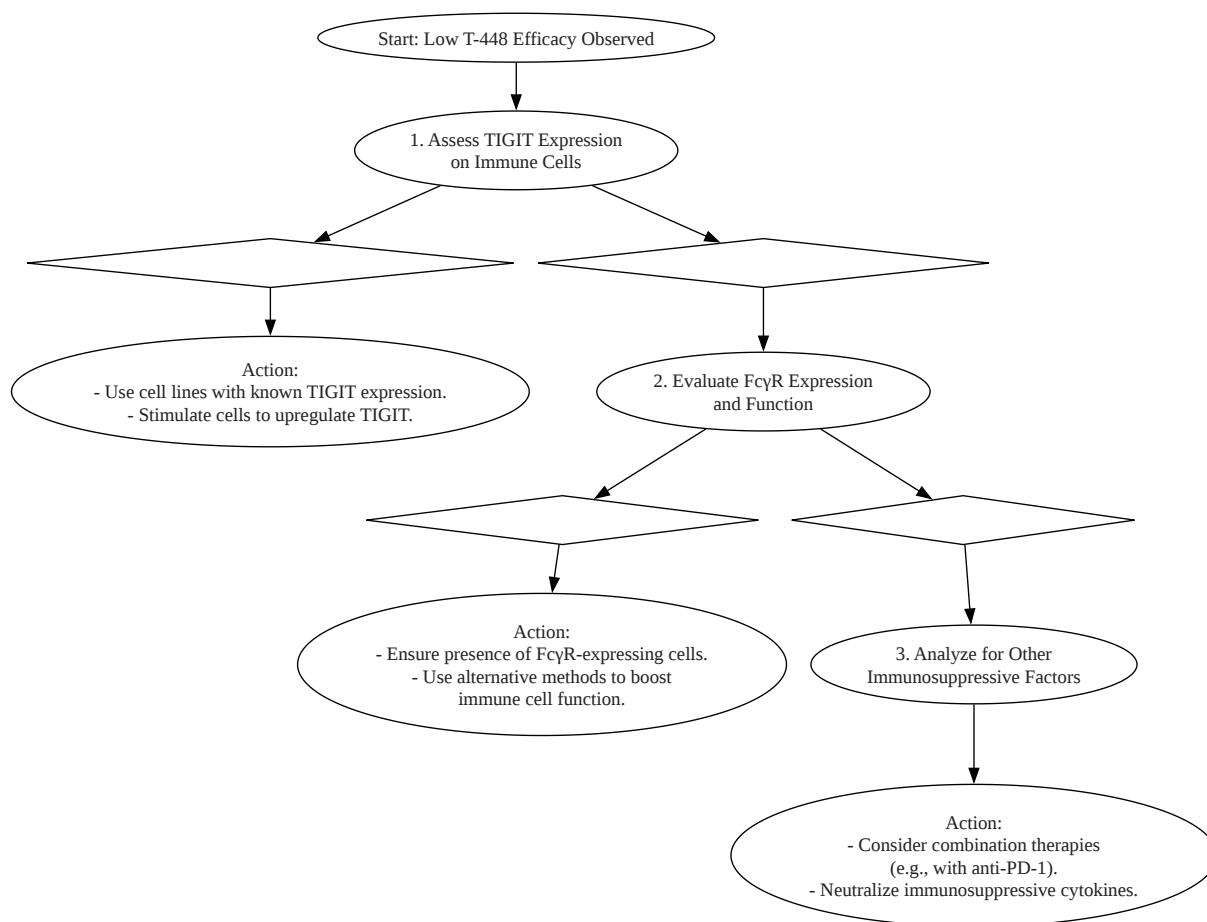 Start: Low T-448 Efficacy Observed
1. Assess TIGIT Expression
on Immune Cells
Action:
- Use cell lines with known TIGIT expression.
- Stimulate cells to upregulate TIGIT.
2. Evaluate FcγR Expression
and Function
Action:
- Ensure presence of FcγR-expressing cells.
- Use alternative methods to boost
immune cell function.
3. Analyze for Other
Immunosuppressive Factors
Action:
- Consider combination therapies
(e.g., with anti-PD-1).
- Neutralize immunosuppressive cytokines.